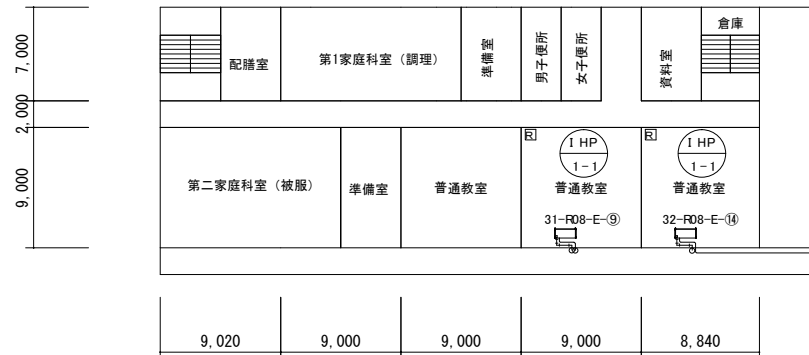 倉庫
7,000
配膳室
第1家庭科室（調理）
準備室
男子便所
女子便所
資料室
2,000
R
I HP
1-1
R
I HP
1-1
9,000
第二家庭科室（被服）
準備室
普通教室
普通教室
普通教室
31-R08-E-⑨
32-R08-E-⑭
9,020
9,000
9,000
9,000
8,840